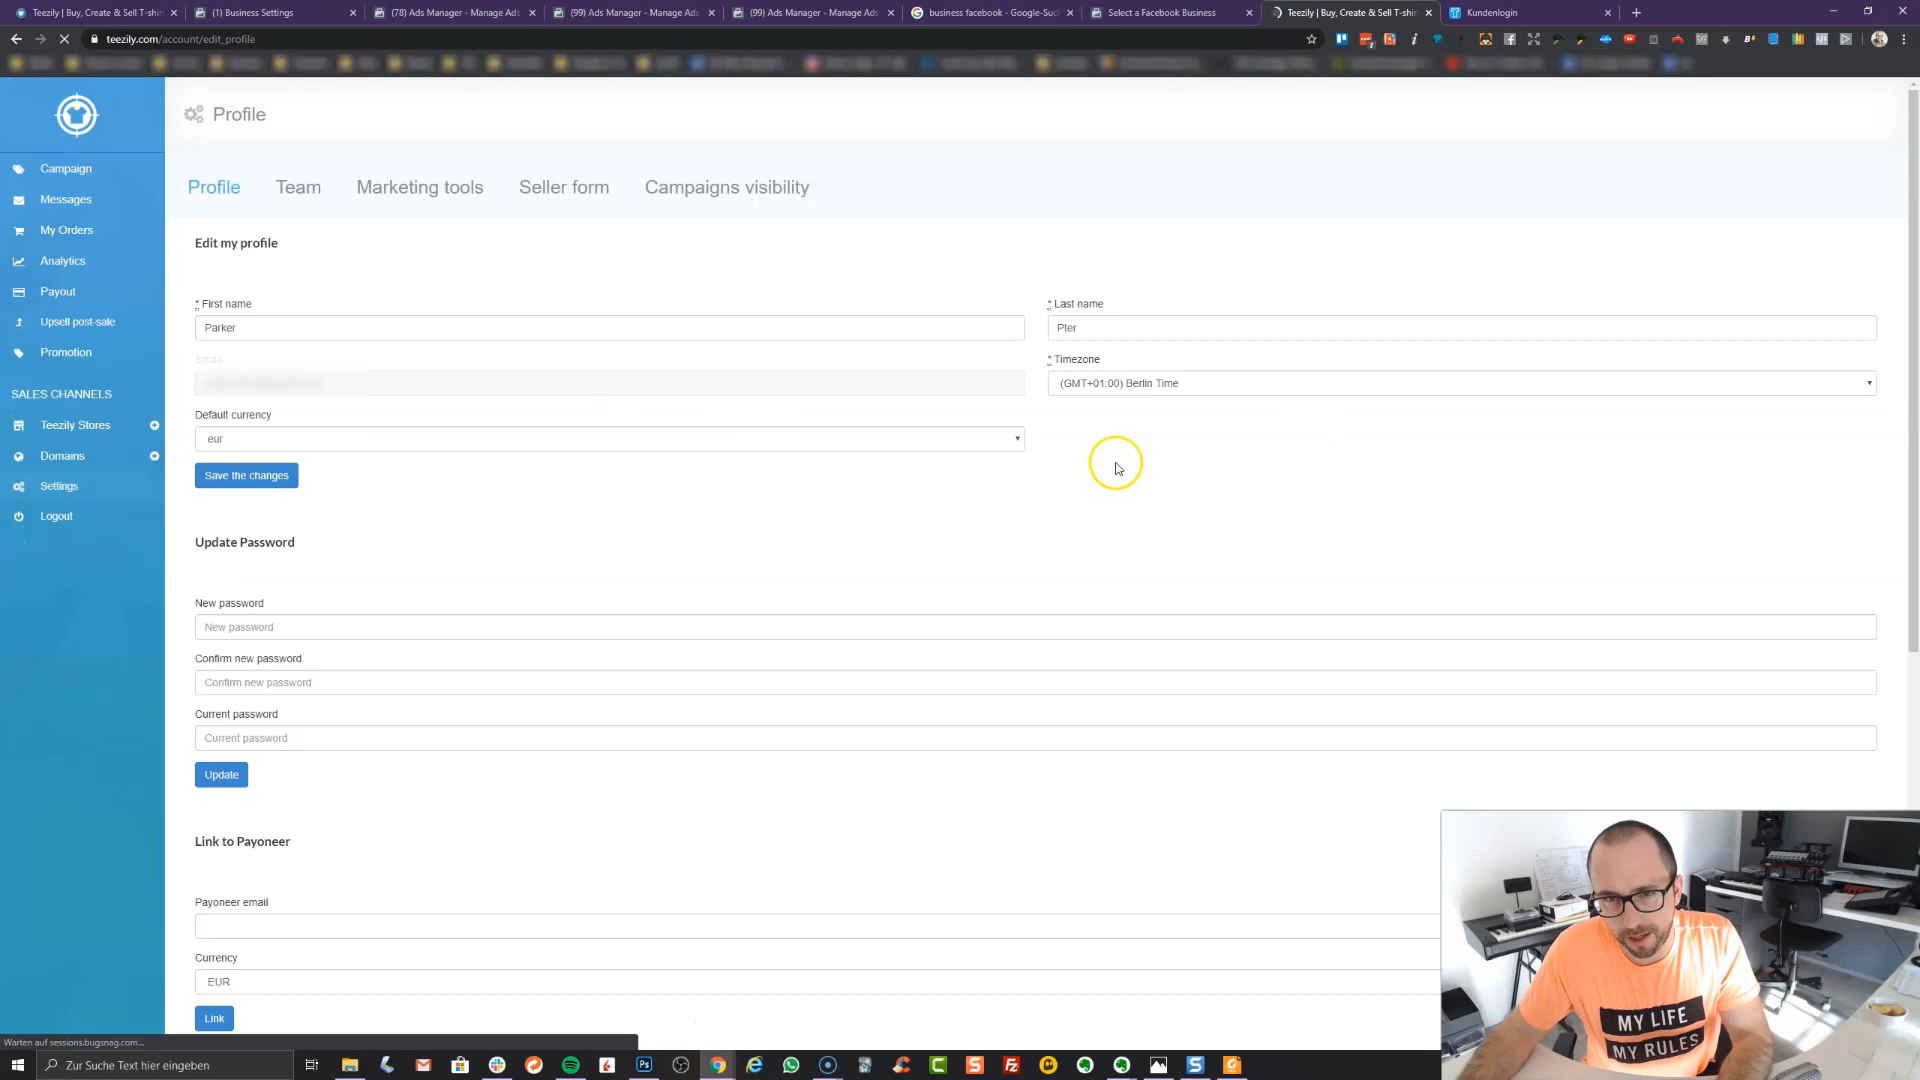 Teezily | Buy, Create & Sell T-shir
(1) Business Settings
(78) Ads Manager - Manage Ads
(99) Ads Manager - Manage Ads
(99) Ads Manager - Manage Ads
business facebook - Google-Suc
Select a Facebook Business
Teezily | Buy, Create & Sell T-shir
Kundenlogin
teezily.com/account/edit_profile
Profile
Campaign
Messages
My Orders
Analytics
Payout
Upsell post-sale
Promotion
SALES CHANNELS
Teezily Stores
Domains
Settings
Logout
Profile Team Marketing tools Seller form Campaigns visibility
Edit my profile
* First name
Parker
* Last name
Pter
Email
* Timezone
(GMT+01:00) Berlin Time
Default currency
eur
Save the changes
Update Password
New password
New password
Confirm new password
Confirm new password
Current password
Current password
Update
Link to Payoneer
Payoneer email
Currency
EUR
Link
MY LIFE
MY RULES
Warten auf sessions.bugsnag.com...
Zur Suche Text hier eingeben